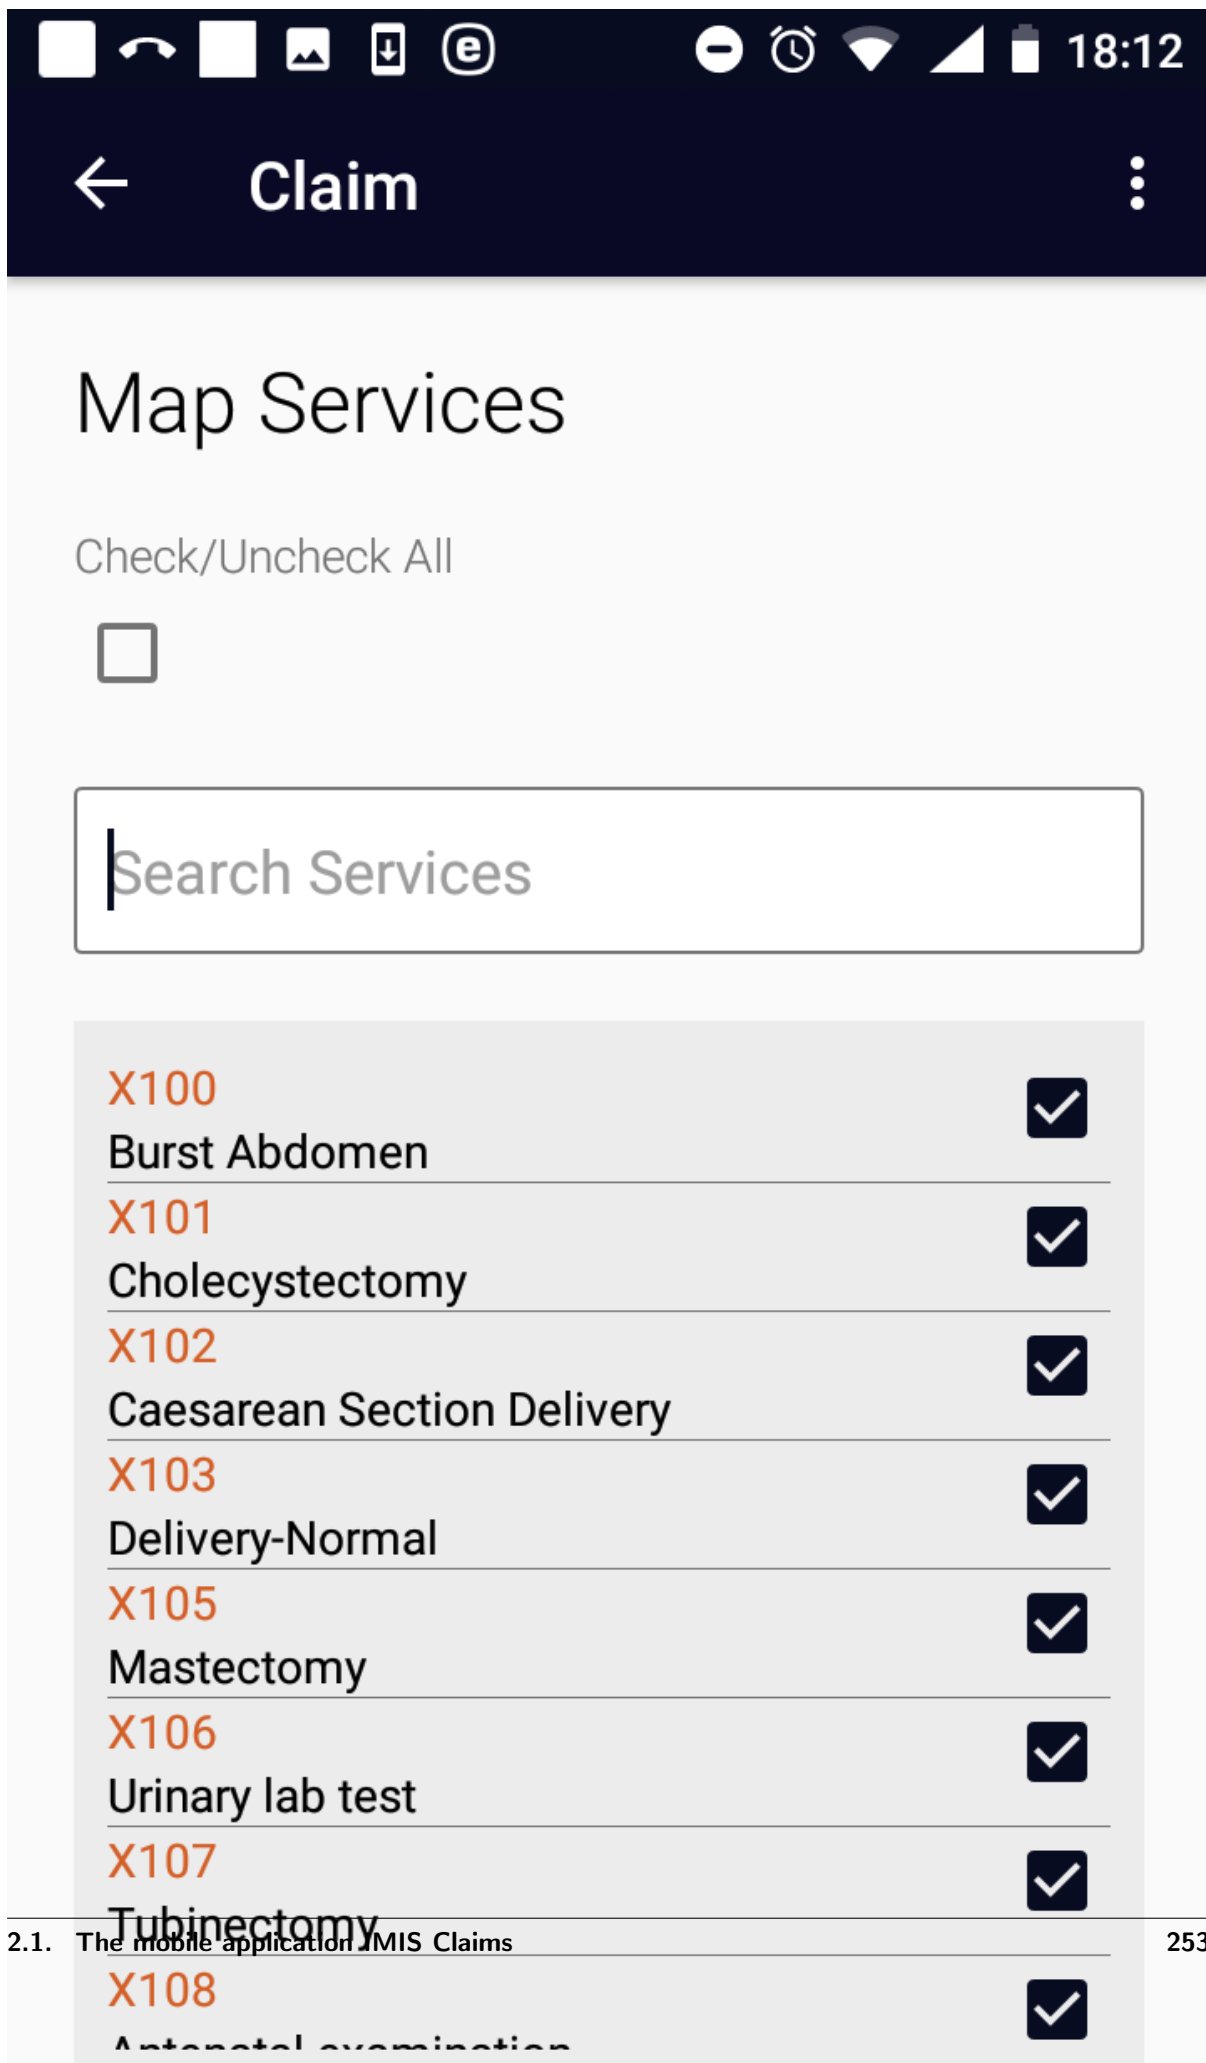 18:12
Claim
Map Services
Check/Uncheck All
Search Services
X100
Burst Abdomen
X101
Cholecystectomy
X102
Caesarean Section Delivery
X103
Delivery-Normal
X105
Mastectomy
X106
Urinary lab test
X107
Tubinectomy
2.1. The mobile application IMIS Claims 253
X108
Antenatal examination